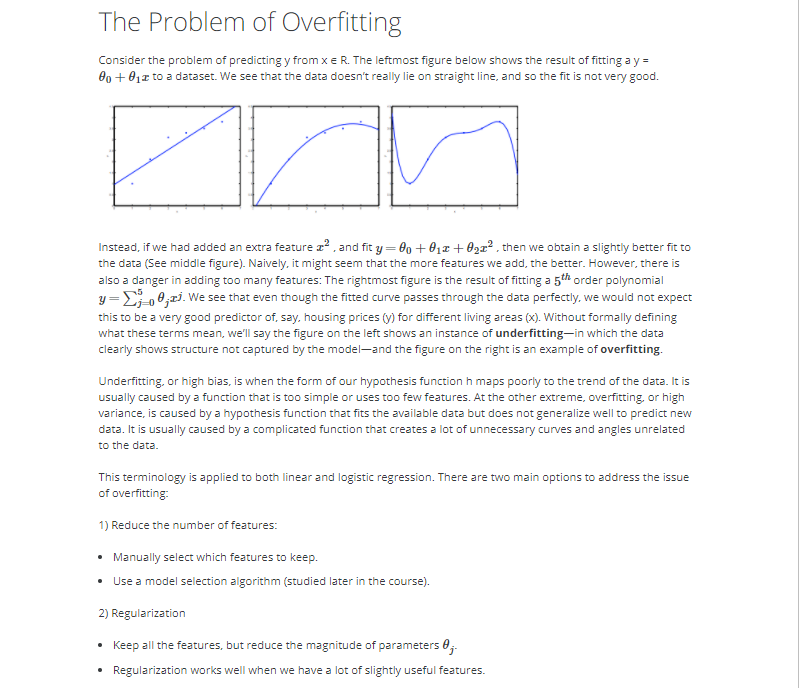 The Problem of Overfitting
Consider the problem of predicting y from x ∈ R. The leftmost figure below shows the result of fitting a y =
θ₀ + θ₁x to a dataset. We see that the data doesn't really lie on straight line, and so the fit is not very good.
Instead, if we had added an extra feature x² , and fit y = θ₀ + θ₁x + θ₂x² , then we obtain a slightly better fit to
the data (See middle figure). Naively, it might seem that the more features we add, the better. However, there is
also a danger in adding too many features: The rightmost figure is the result of fitting a 5ᵗʰ order polynomial
y = ∑⁵ⱼ₌₀ θⱼxʲ. We see that even though the fitted curve passes through the data perfectly, we would not expect
this to be a very good predictor of, say, housing prices (y) for different living areas (x). Without formally defining
what these terms mean, we'll say the figure on the left shows an instance of underfitting—in which the data
clearly shows structure not captured by the model—and the figure on the right is an example of overfitting.
Underfitting, or high bias, is when the form of our hypothesis function h maps poorly to the trend of the data. It is
usually caused by a function that is too simple or uses too few features. At the other extreme, overfitting, or high
variance, is caused by a hypothesis function that fits the available data but does not generalize well to predict new
data. It is usually caused by a complicated function that creates a lot of unnecessary curves and angles unrelated
to the data.
This terminology is applied to both linear and logistic regression. There are two main options to address the issue
of overfitting:
1) Reduce the number of features:
• Manually select which features to keep.
• Use a model selection algorithm (studied later in the course).
2) Regularization
• Keep all the features, but reduce the magnitude of parameters θⱼ.
• Regularization works well when we have a lot of slightly useful features.